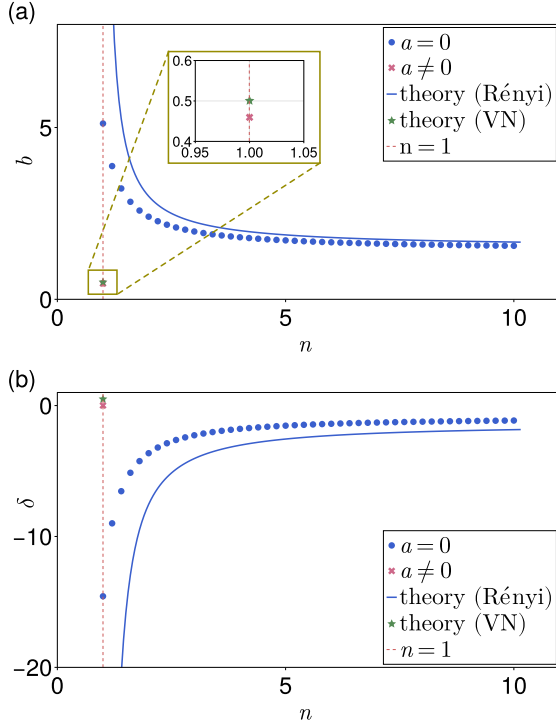 (a)
b
5
0
0.6
0.5
0.4
0.95
1.00
1.05
a = 0
a ≠ 0
theory (Rényi)
theory (VN)
n = 1
0
5
10
n
(b)
δ
0
−10
−20
a = 0
a ≠ 0
theory (Rényi)
theory (VN)
n = 1
0
5
10
n